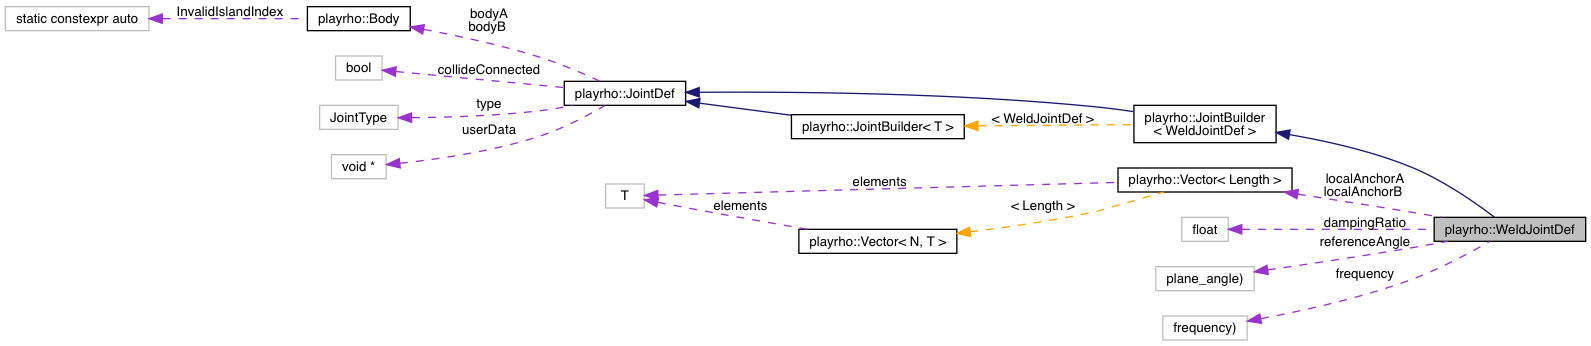 static constexpr auto
InvalidIslandIndex
playrho::Body
bodyA
bodyB
bool
collideConnected
JointType
type
userData
void *
playrho::JointDef
playrho::JointBuilder< T >
< WeldJointDef >
playrho::JointBuilder
< WeldJointDef >
T
elements
elements
playrho::Vector< Length >
< Length >
playrho::Vector< N, T >
localAnchorA
localAnchorB
float
dampingRatio
playrho::WeldJointDef
referenceAngle
plane_angle)
frequency
frequency)